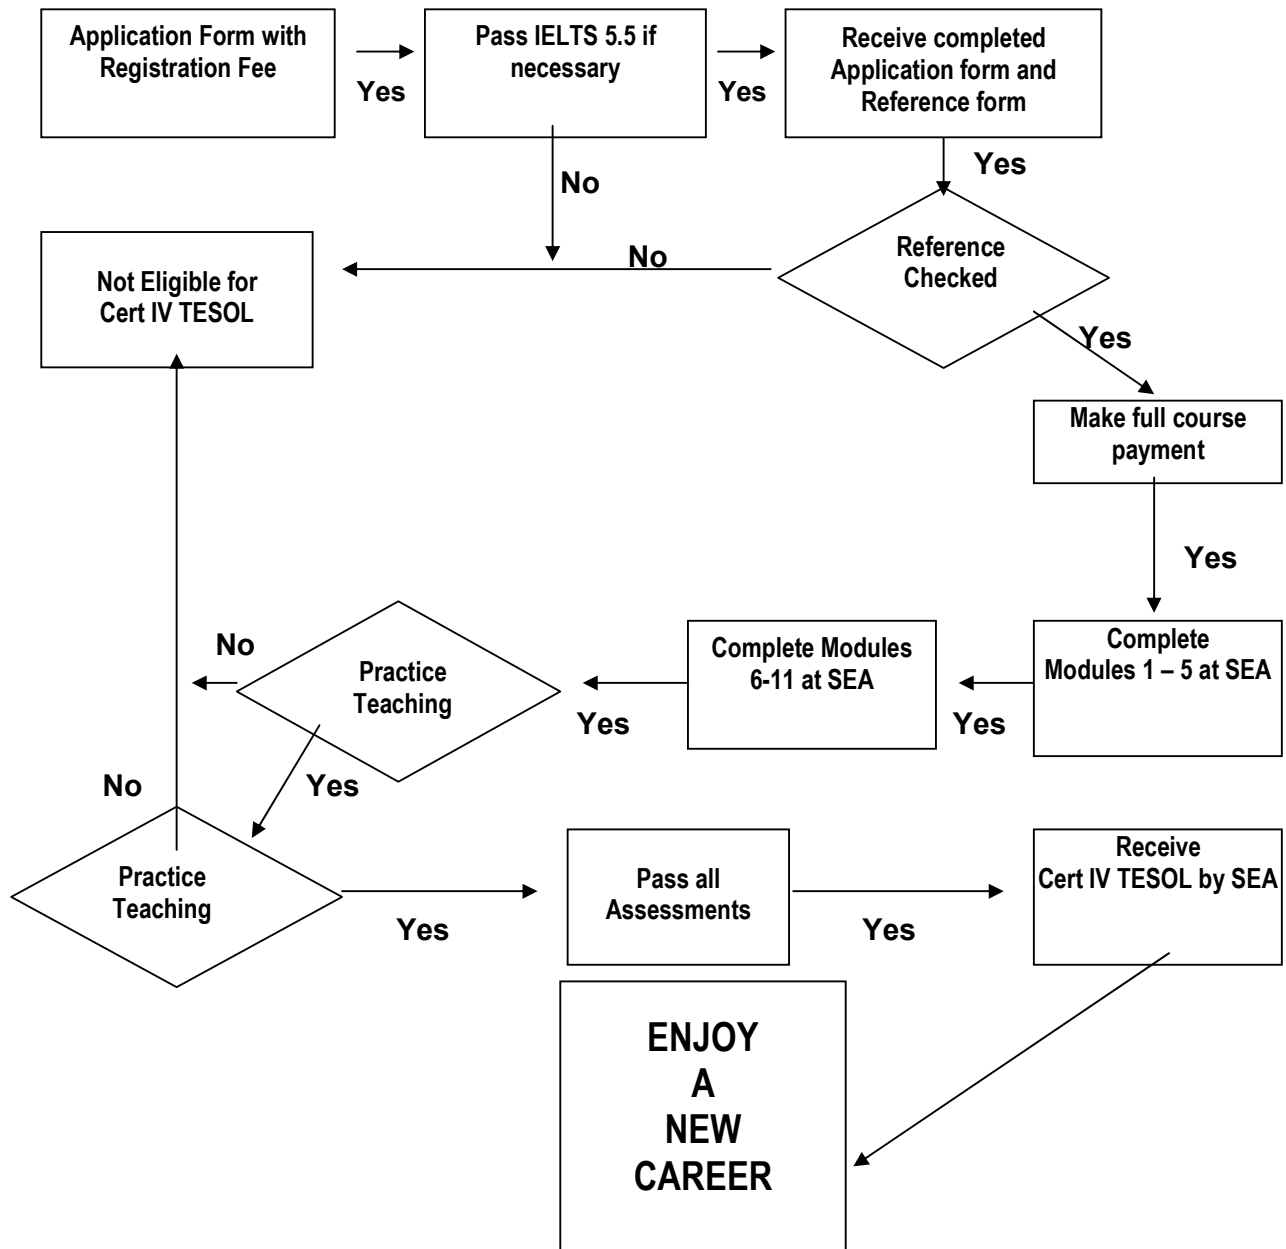 Application Form with
Registration Fee
Yes
Pass IELTS 5.5 if
necessary
Yes
Receive completed
Application form and
Reference form
No
Yes
Not Eligible for
Cert IV TESOL
No
Reference
Checked
Yes
Make full course
payment
Yes
Complete
Modules 1 – 5 at SEA
Yes
Complete Modules
6-11 at SEA
Yes
Practice
Teaching
No
Yes
No
Practice
Teaching
Yes
Pass all
Assessments
Yes
Receive
Cert IV TESOL by SEA
ENJOY
A
NEW
CAREER